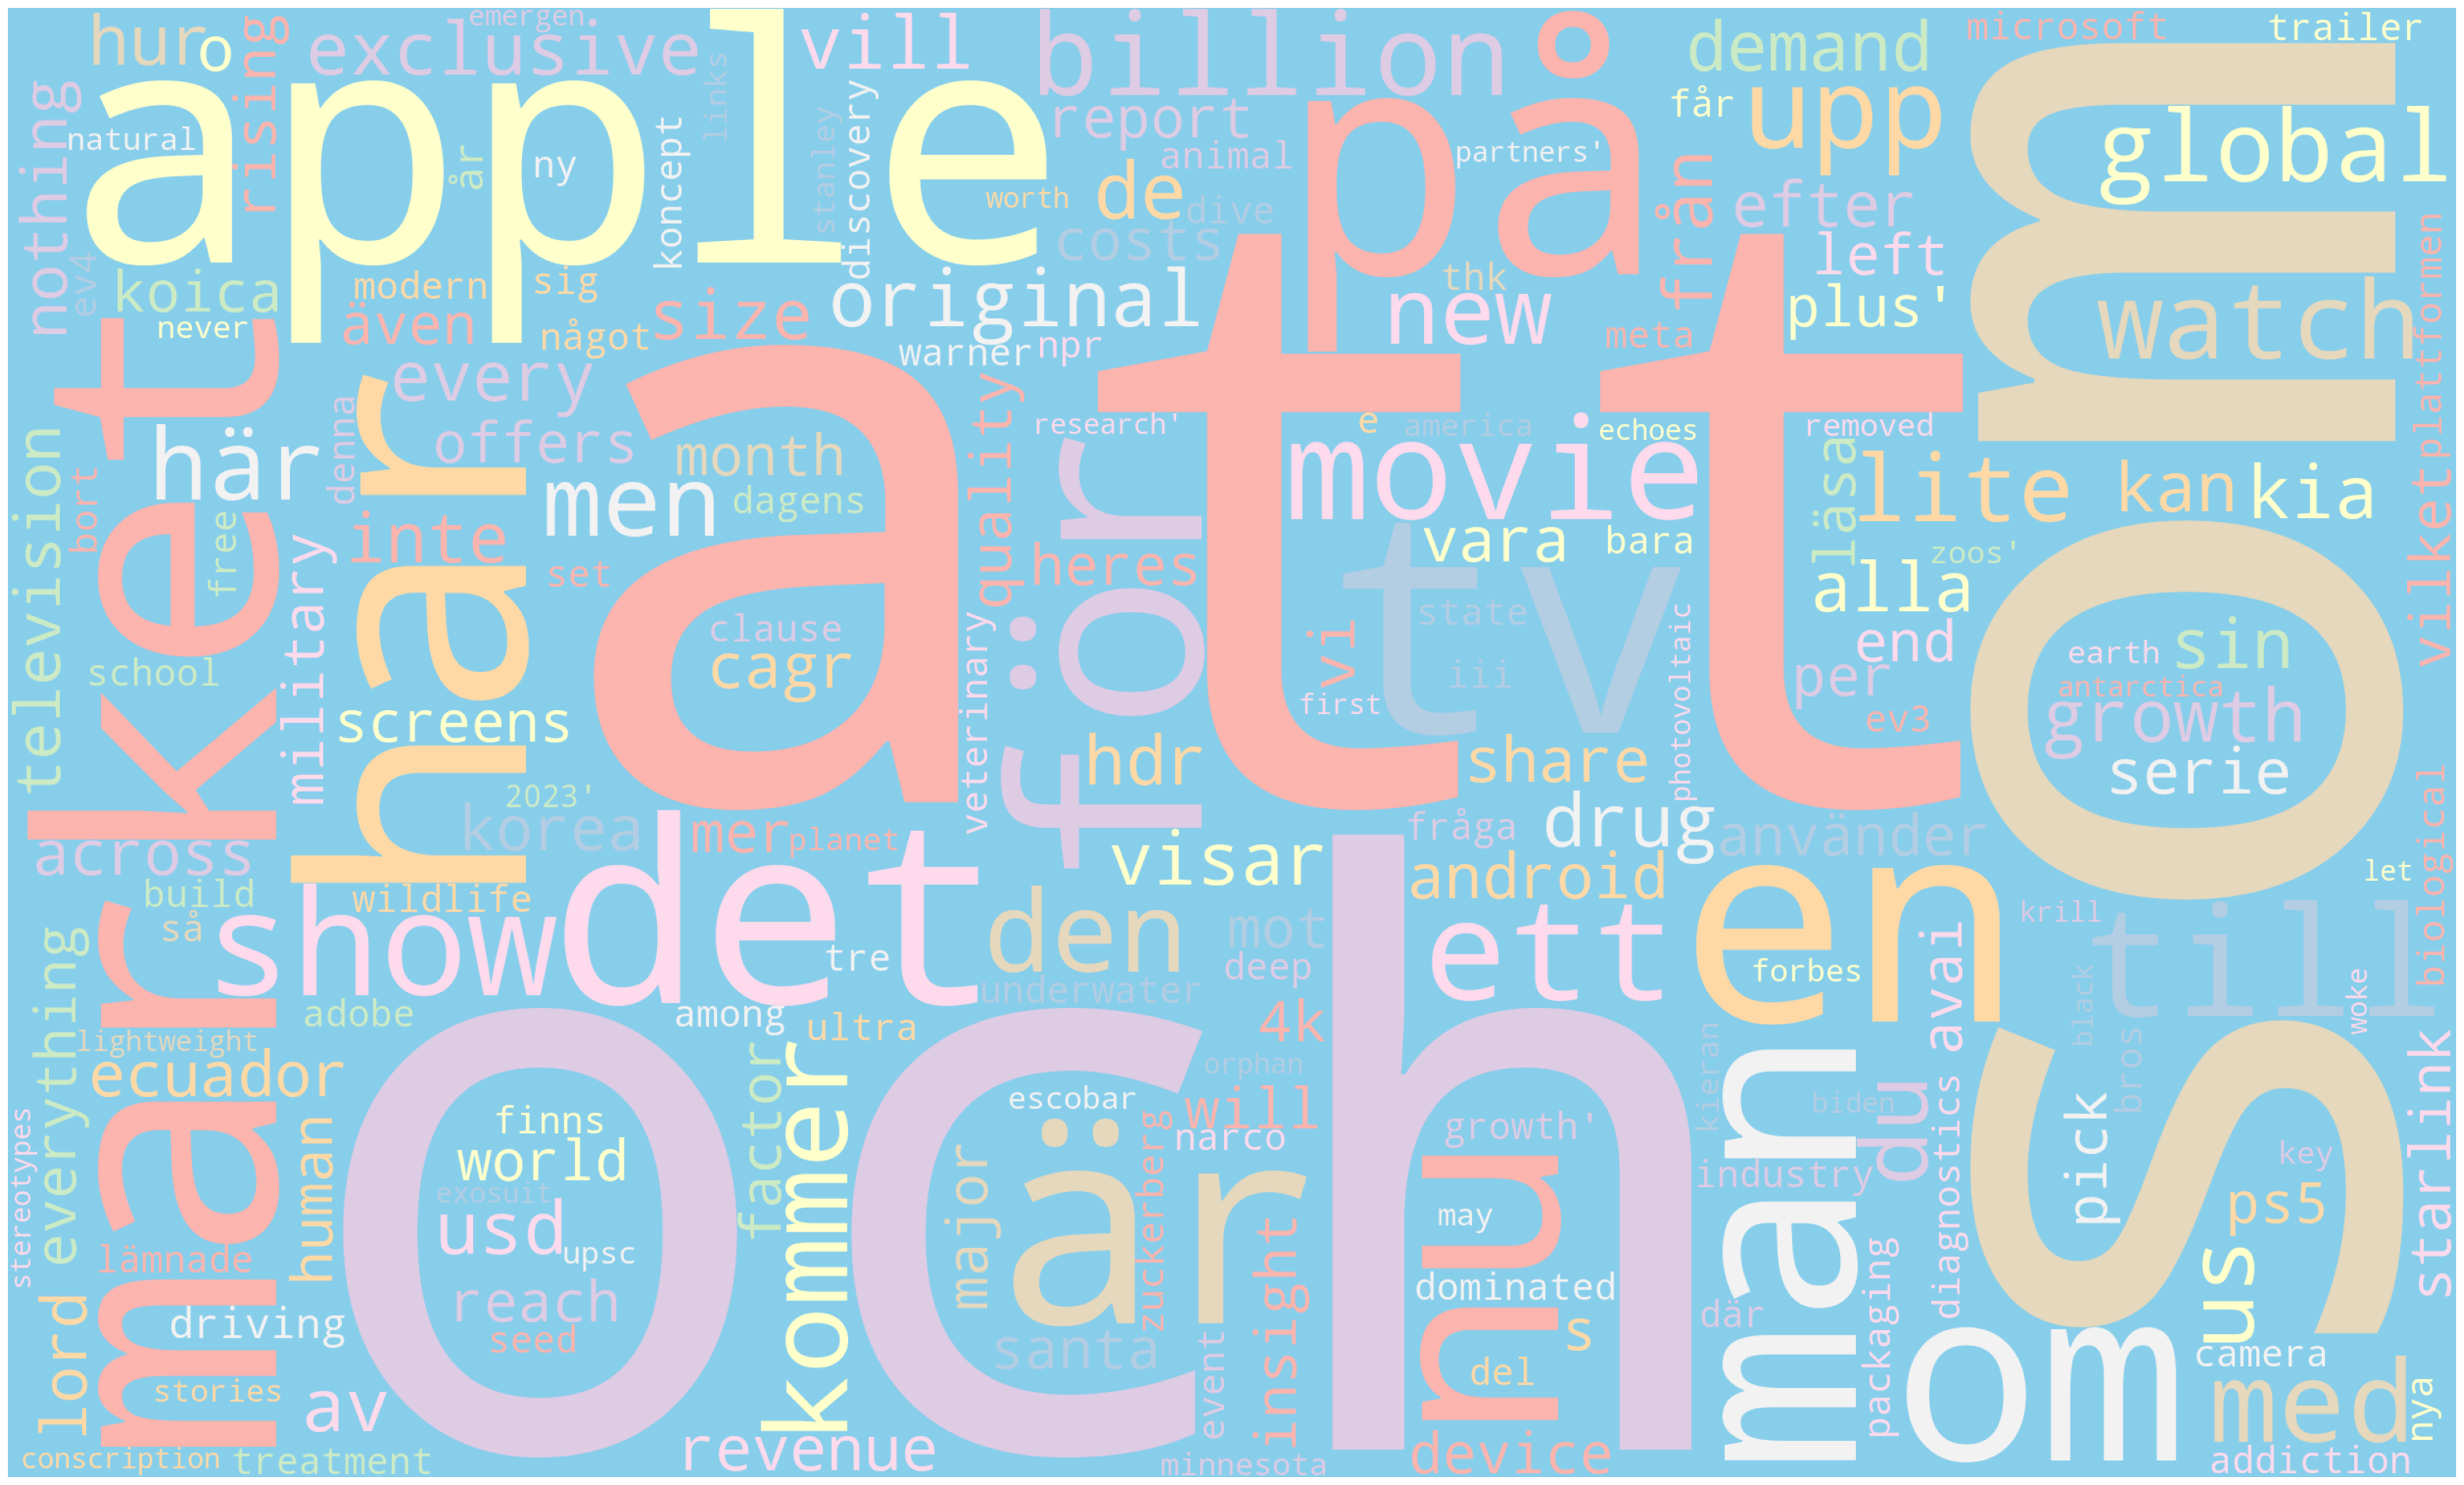 emergen
hur
o
rising
exclusive
apple
vill
links
billion
på
demand
microsoft
trailer
nothing
natural
år
ny
koncept
stanley
discovery
report
animal
partners'
får
upp
global
worth
de
dive
costs
från
efter
left
som
ev4
koica
never
modern
sig
även
något
size
original
warner
npr
thk
new
meta
plus'
watch
plattformen
market
television
bort
här
free
denna
har
every
offers
inte
month
men
dagens
set
att
quality
research'
för
heres
movie
e
america
echoes
removed
läsa
lite
kan
kia
vilket
military
school
screens
clause
cagr
veterinary
vara
bara
tv
state
iii
vi
first
photovoltaic
alla
zoos'
end
per
ev3
earth
sin
antarctica
growth
serie
hdr
share
across
2023'
korea
mer
planet
visar
fråga
drug
använder
android
let
biological
build
så
wildlife
show
det
tre
den
mot
deep
underwater
ett
en
forbes
krill
till
black
woke
starlink
everything
adobe
among
ultra
4k
lightweight
ecuador
och
factor
kommer
orphan
escobar
will
narco
är
major
zuckerberg
growth'
nu
man
kieran
biden
industry
du
avai
diagnostics
bros
pick
key
ps5
us
stereotypes
human
finns
world
exosuit
usd
upsc
reach
seed
lämnade
lord
driving
stories
av
santa
insight
event
may
dominated
s
del
där
packaging
om
camera
med
nya
conscription
treatment
revenue
minnesota
device
addiction